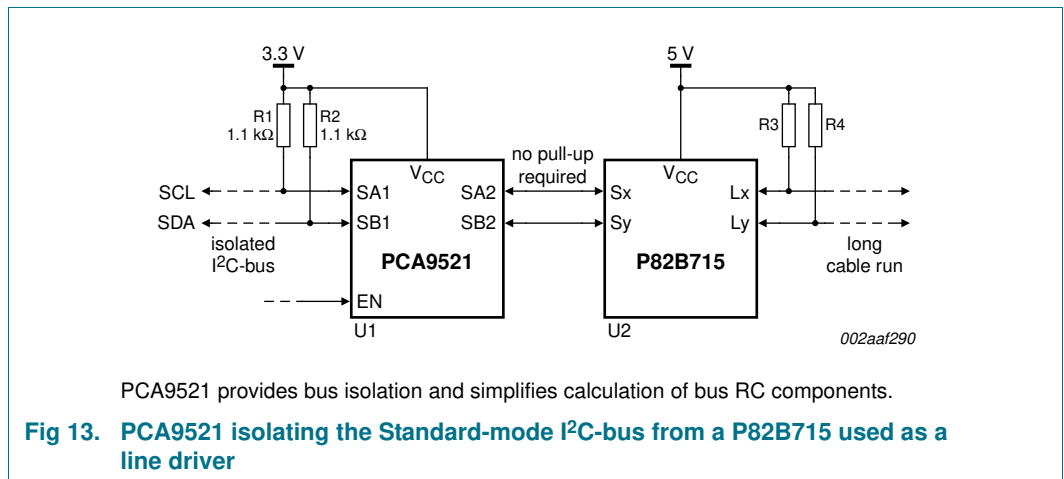 3.3 V
5 V
R1
1.1 kΩ
R2
1.1 kΩ
R3
R4
no pull-up
required
VCC
VCC
SCL
SA1
SA2
Sx
Lx
SDA
SB1
SB2
Sy
Ly
isolated
I2C-bus
long
cable run
PCA9521
P82B715
EN
U1
U2
002aaf290
PCA9521 provides bus isolation and simplifies calculation of bus RC components.
Fig 13. PCA9521 isolating the Standard-mode I2C-bus from a P82B715 used as a
line driver